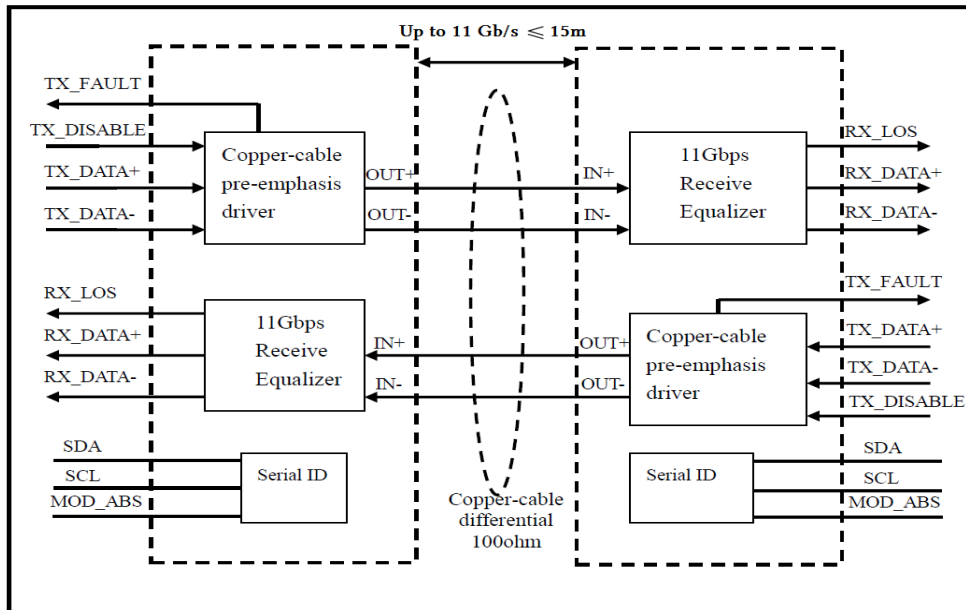 Up to 11 Gb/s ≤ 15m
TX_FAULT
TX_DISABLE
TX_DATA+
TX_DATA-
Copper-cable
pre-emphasis
driver
OUT+
OUT-
IN+
IN-
11Gbps
Receive
Equalizer
RX_LOS
RX_DATA+
RX_DATA-
RX_LOS
RX_DATA+
RX_DATA-
11Gbps
Receive
Equalizer
IN+
IN-
OUT+
OUT-
Copper-cable
pre-emphasis
driver
TX_FAULT
TX_DATA+
TX_DATA-
TX_DISABLE
SDA
SCL
MOD_ABS
Serial ID
Copper-cable
differential
100ohm
Serial ID
SDA
SCL
MOD_ABS